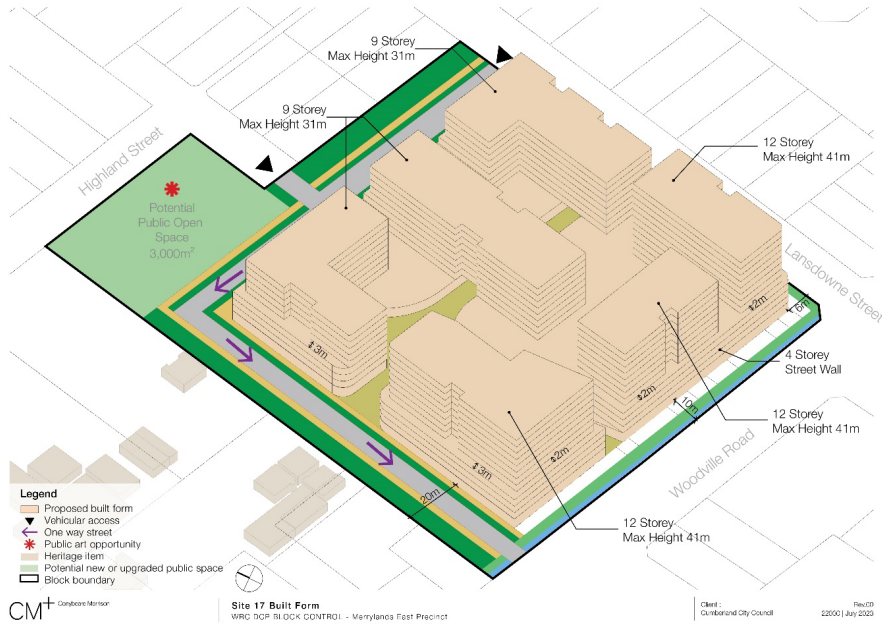 9 Storey
Max Height 31m
9 Storey
Max Height 31m
12 Storey
Max Height 41m
Highland Street
Potential
Public Open
Space
3,000m²
Lansdowne Street
2m
6m
3m
4 Storey
Street Wall
2m
10m
12 Storey
Max Height 41m
Woodville Road
2m
3m
20m
12 Storey
Max Height 41m
Legend
Proposed built form
Vehicular access
One way street
Public art opportunity
Heritage item
Potential new or upgraded public space
Block boundary
CM+ Conybeare Morrison
Site 17 Built Form
WRC DCP BLOCK CONTROL - Merrylands East Precinct
Client :
Cumberland City Council
July 2023